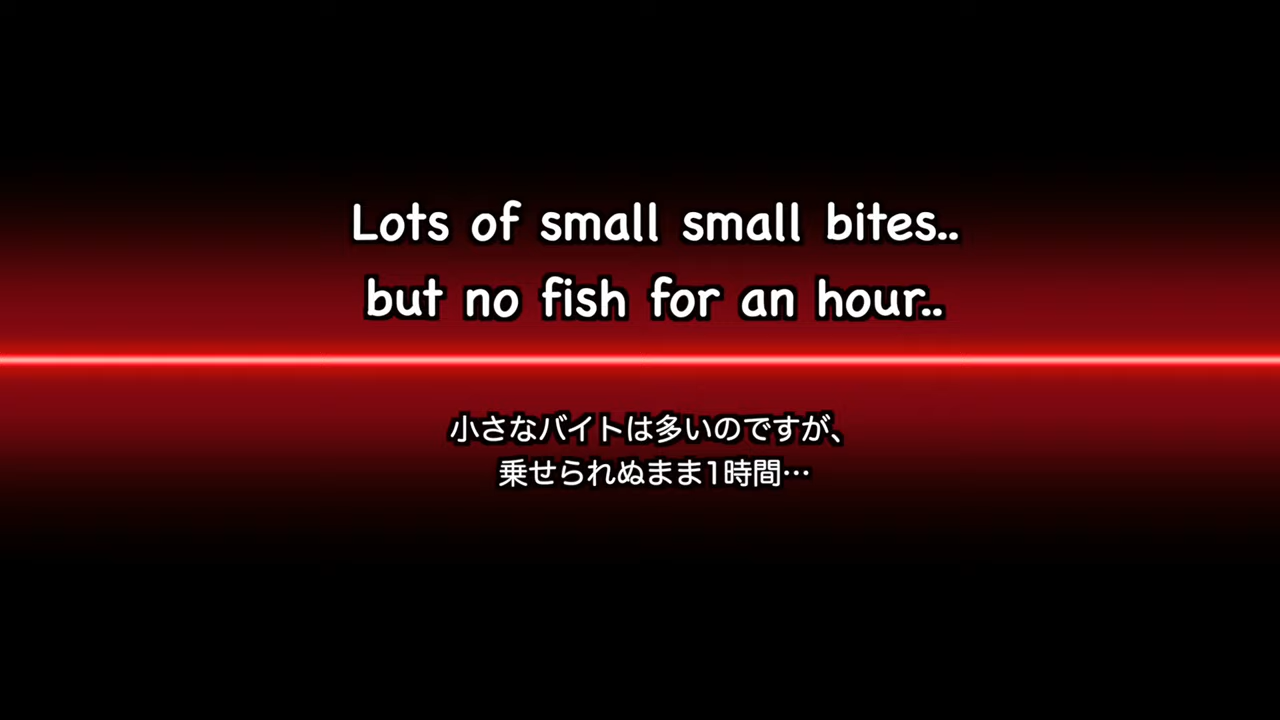 Lots of small small bites..
but no fish for an hour..
小さなバイトは多いのですが、
乗せられぬまま1時間…